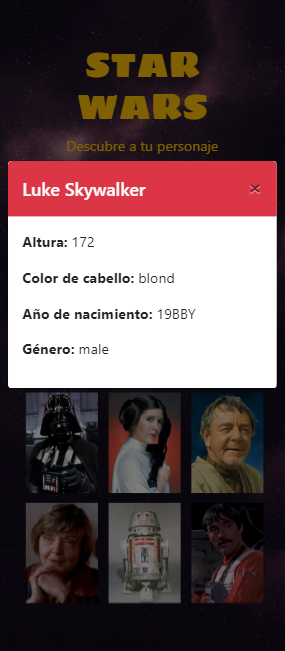 STAR
WARS
Descubre a tu personaje
Luke Skywalker ×
Altura: 172
Color de cabello: blond
Año de nacimiento: 19BBY
Género: male